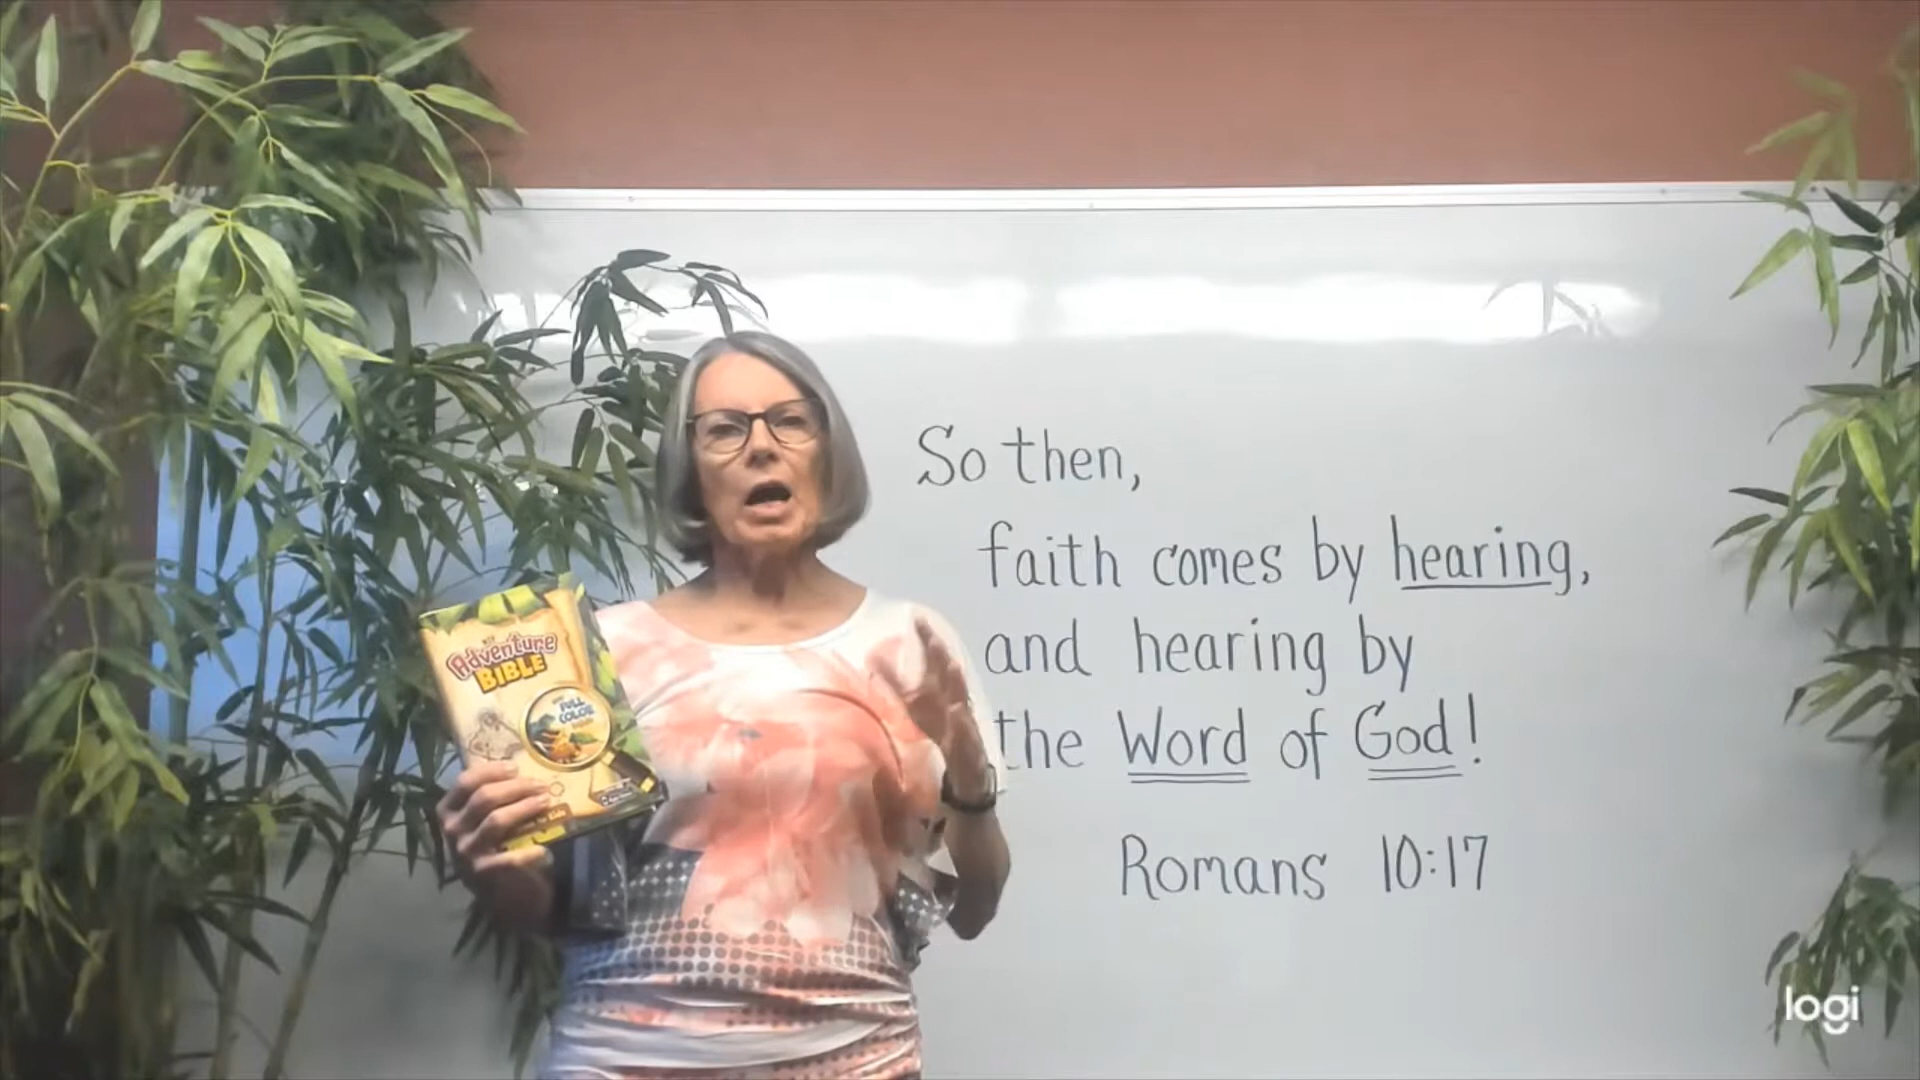 So then,
faith comes by hearing,
and hearing by
the Word of God!
Romans 10:17
Adventure
BIBLE
FULL
COLOR
logi